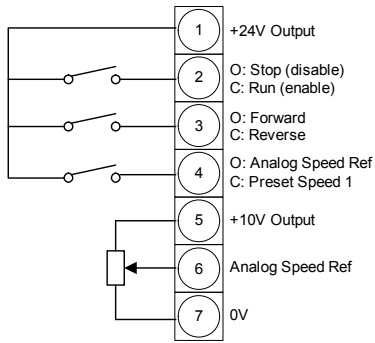 1 +24V Output
2 O: Stop (disable)
C: Run (enable)
3 O: Forward
C: Reverse
4 O: Analog Speed Ref
C: Preset Speed 1
5 +10V Output
6 Analog Speed Ref
7 0V